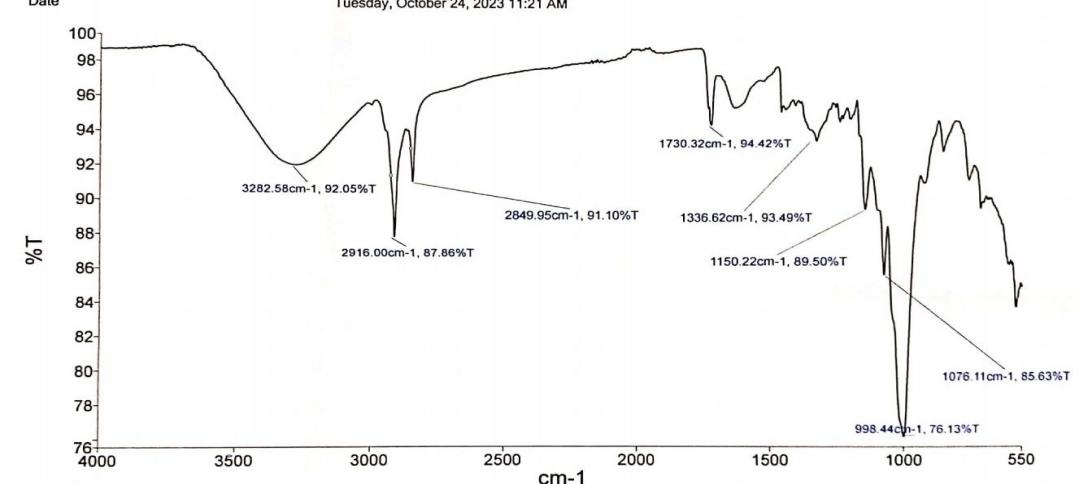 Date Tuesday, October 24, 2023 11:21 AM
100
98
96
94
92
90
88
86
84
82
80
78
76
%T
3282.58cm-1, 92.05%T
2916.00cm-1, 87.86%T
2849.95cm-1, 91.10%T
1730.32cm-1, 94.42%T
1336.62cm-1, 93.49%T
1150.22cm-1, 89.50%T
1076.11cm-1, 85.63%T
998.44cm-1, 76.13%T
4000 3500 3000 2500 2000 1500 1000 550
cm-1